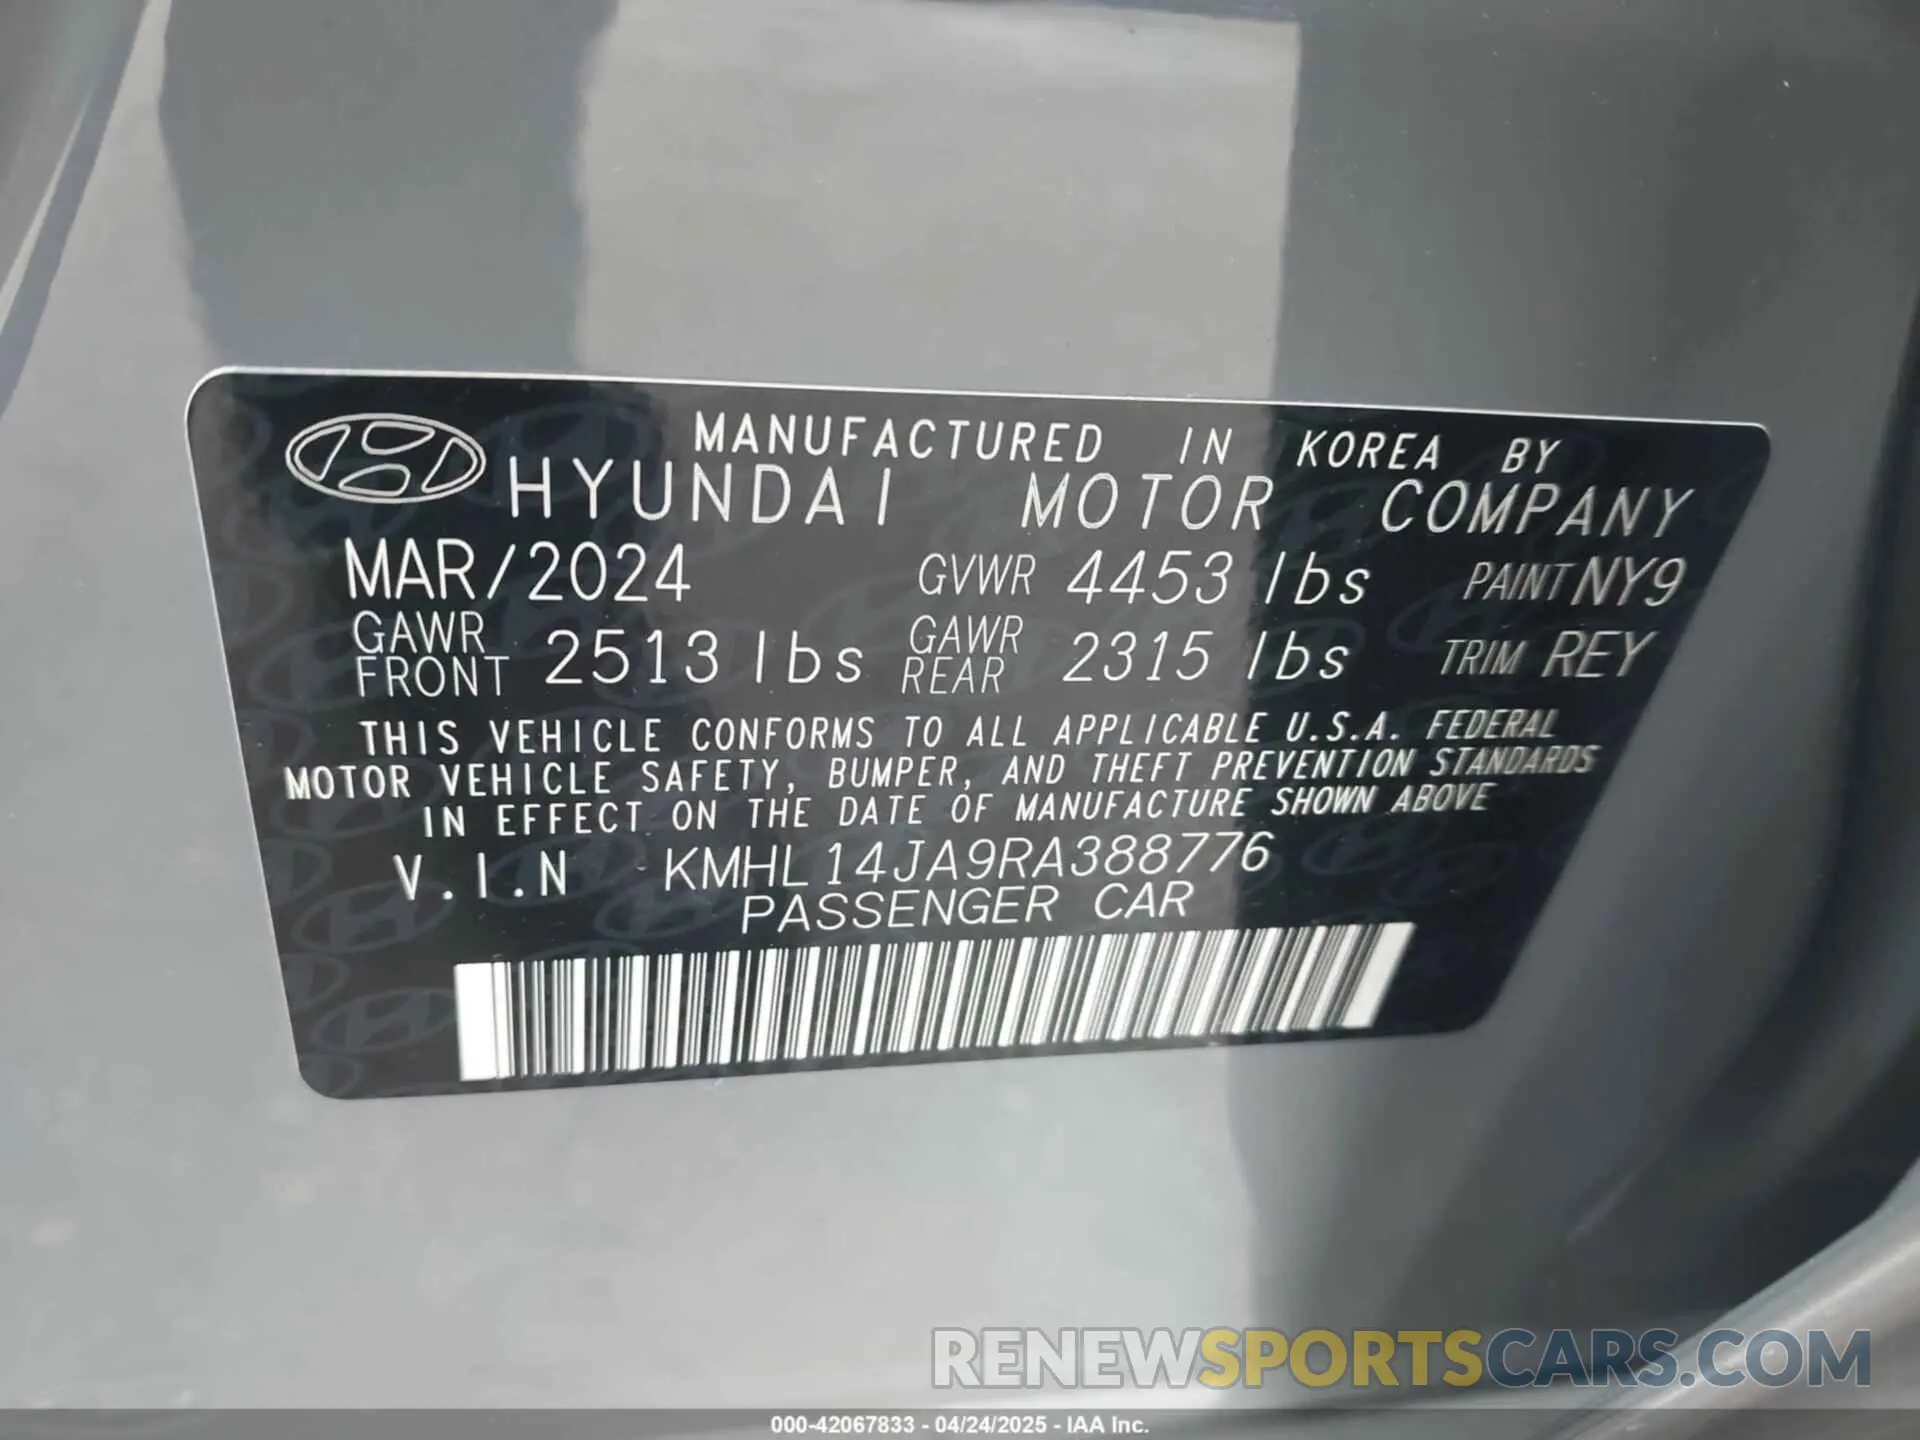 MANUFACTURED IN KOREA BY
HYUNDAI MOTOR COMPANY
MAR/2024 GVWR 4453 lbs PAINT NY9
GAWR FRONT 2513 lbs GAWR REAR 2315 lbs TRIM REY
THIS VEHICLE CONFORMS TO ALL APPLICABLE U.S.A. FEDERAL
MOTOR VEHICLE SAFETY, BUMPER, AND THEFT PREVENTION STANDARDS
IN EFFECT ON THE DATE OF MANUFACTURE SHOWN ABOVE
V.I.N KMHL14JA9RA388776
PASSENGER CAR
RENEWSPORTSCARS.COM
000-42067833 - 04/24/2025 - IAA Inc.